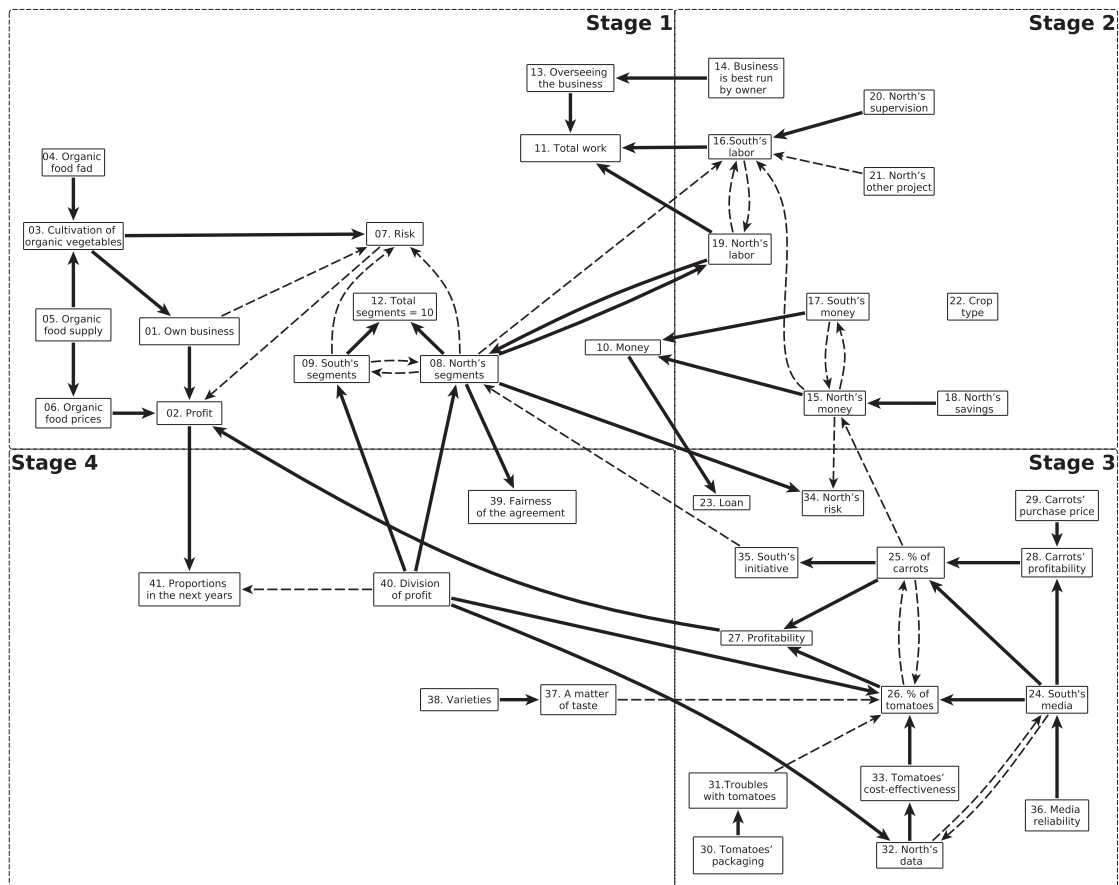 Stage 1
Stage 2
13. Overseeing
the business
14. Business
is best run
by owner
20. North's
supervision
04. Organic
food fad
11. Total work
16.South's
labor
21. North's
other project
03. Cultivation of
organic vegetables
07. Risk
19. North's
labor
12. Total
segments = 10
17. South's
money
22. Crop
type
05. Organic
food supply
01. Own business
10. Money
09. South's
segments
08. North's
segments
06. Organic
food prices
02. Profit
15. North's
money
18. North's
savings
Stage 4
Stage 3
39. Fairness
of the agreement
23. Loan
34. North's
risk
29. Carrots'
purchase price
35. South's
initiative
25. % of
carrots
28. Carrots'
profitability
41. Proportions
in the next years
40. Division
of profit
27. Profitability
38. Varieties
37. A matter
of taste
26. % of
tomatoes
24. South's
media
31.Troubles
with tomatoes
33. Tomatoes'
cost-effectiveness
36. Media
reliability
30. Tomatoes'
packaging
32. North's
data